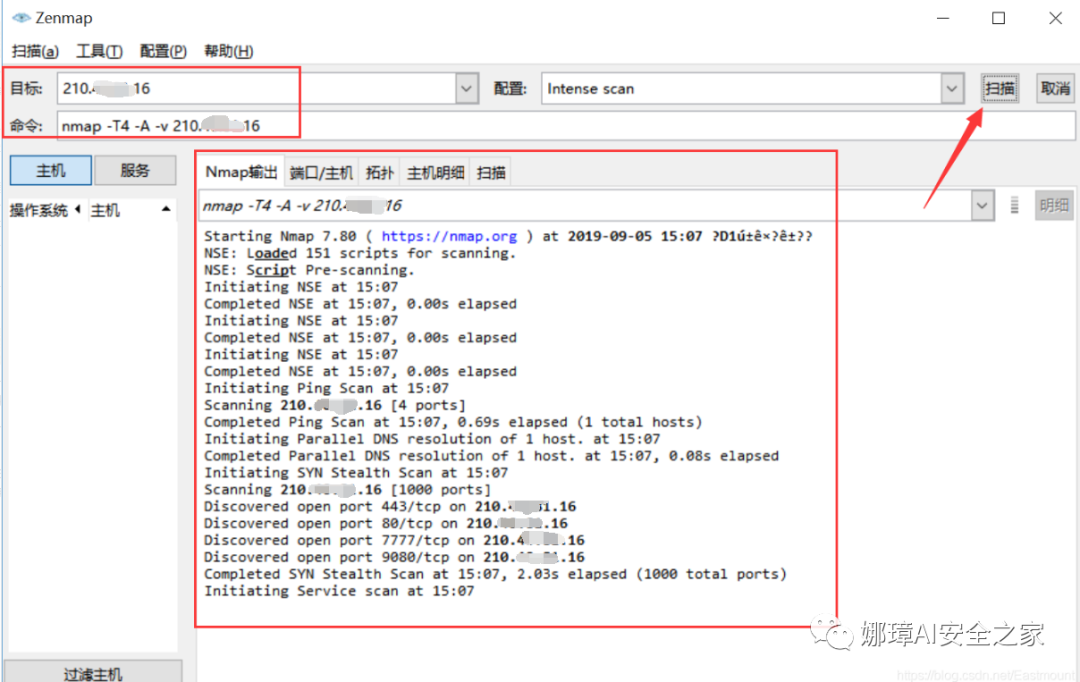 Zenmap
扫描(a) 工具(T) 配置(P) 帮助(H)
目标: 210. 16 配置: Intense scan 扫描 取消
命令: nmap -T4 -A -v 210. 16
主机 服务 Nmap输出 端口/主机 拓扑 主机明细 扫描
操作系统 主机 nmap -T4 -A -v 210. 16 明细
Starting Nmap 7.80 ( https://nmap.org ) at 2019-09-05 15:07 ?D1ú±ê×?ê±??
NSE: Loaded 151 scripts for scanning.
NSE: Script Pre-scanning.
Initiating NSE at 15:07
Completed NSE at 15:07, 0.00s elapsed
Initiating NSE at 15:07
Completed NSE at 15:07, 0.00s elapsed
Initiating NSE at 15:07
Completed NSE at 15:07, 0.00s elapsed
Initiating Ping Scan at 15:07
Scanning 210. .16 [4 ports]
Completed Ping Scan at 15:07, 0.69s elapsed (1 total hosts)
Initiating Parallel DNS resolution of 1 host. at 15:07
Completed Parallel DNS resolution of 1 host. at 15:07, 0.08s elapsed
Initiating SYN Stealth Scan at 15:07
Scanning 210. .16 [1000 ports]
Discovered open port 443/tcp on 210. .16
Discovered open port 80/tcp on 210. .16
Discovered open port 7777/tcp on 210. .16
Discovered open port 9080/tcp on 210. .16
Completed SYN Stealth Scan at 15:07, 2.03s elapsed (1000 total ports)
Initiating Service scan at 15:07
娜璋AI安全之家
过滤主机
https://blog.csdn.net/Eastmount